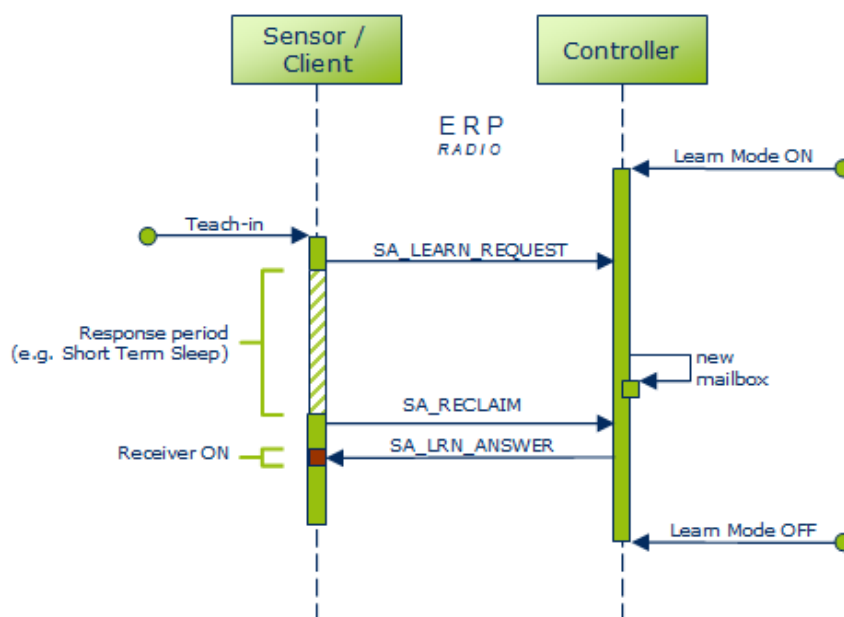 Sensor /
Client
Controller
E R P
RADIO
Learn Mode ON
Teach-in
SA_LEARN_REQUEST
Response period
(e.g. Short Term Sleep)
new
mailbox
SA_RECLAIM
Receiver ON
SA_LRN_ANSWER
Learn Mode OFF